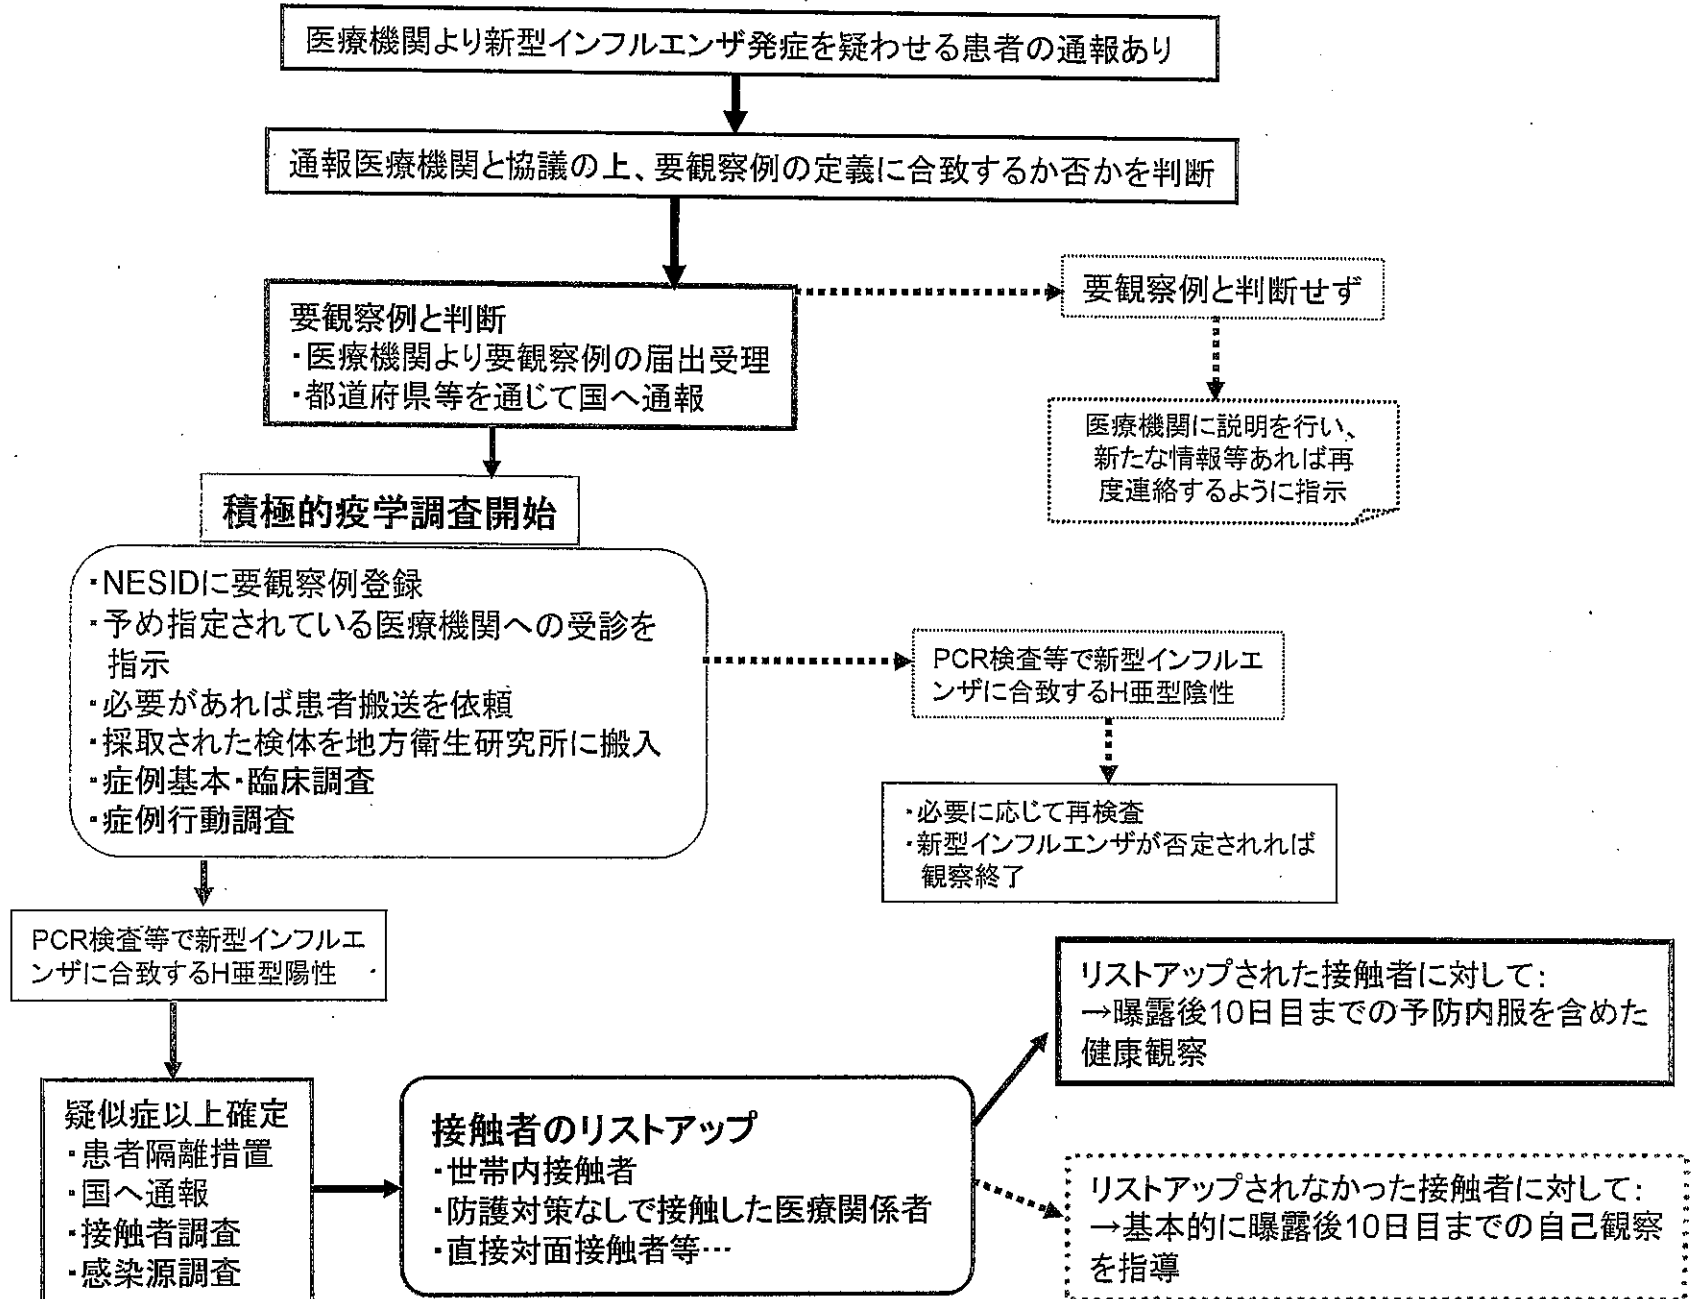 医療機関より新型インフルエンザ発症を疑わせる患者の通報あり
通報医療機関と協議の上、要観察例の定義に合致するか否かを判断
要観察例と判断
・医療機関より要観察例の届出受理
・都道府県等を通じて国へ通報
要観察例と判断せず
医療機関に説明を行い、
新たな情報等あれば再
度連絡するように指示
積極的疫学調査開始
・NESIDに要観察例登録
・予め指定されている医療機関への受診を
指示
・必要があれば患者搬送を依頼
・採取された検体を地方衛生研究所に搬入
・症例基本・臨床調査
・症例行動調査
PCR検査等で新型インフルエ
ンザに合致するH亜型陰性
・必要に応じて再検査
・新型インフルエンザが否定されれば
観察終了
PCR検査等で新型インフルエ
ンザに合致するH亜型陽性
疑似症以上確定
・患者隔離措置
・国へ通報
・接触者調査
・感染源調査
接触者のリストアップ
・世帯内接触者
・防護対策なしで接触した医療関係者
・直接対面接触者等…
リストアップされた接触者に対して：
→曝露後10日目までの予防内服を含めた
健康観察
リストアップされなかった接触者に対して：
→基本的に曝露後10日目までの自己観察
を指導